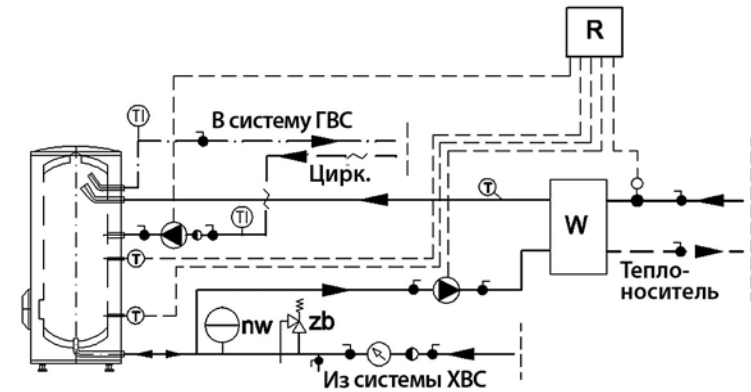 R
TI
В систему ГВС
Цирк.
T
TI
W
T
Тепло-
носитель
T
nw
zb
Из системы ХВС